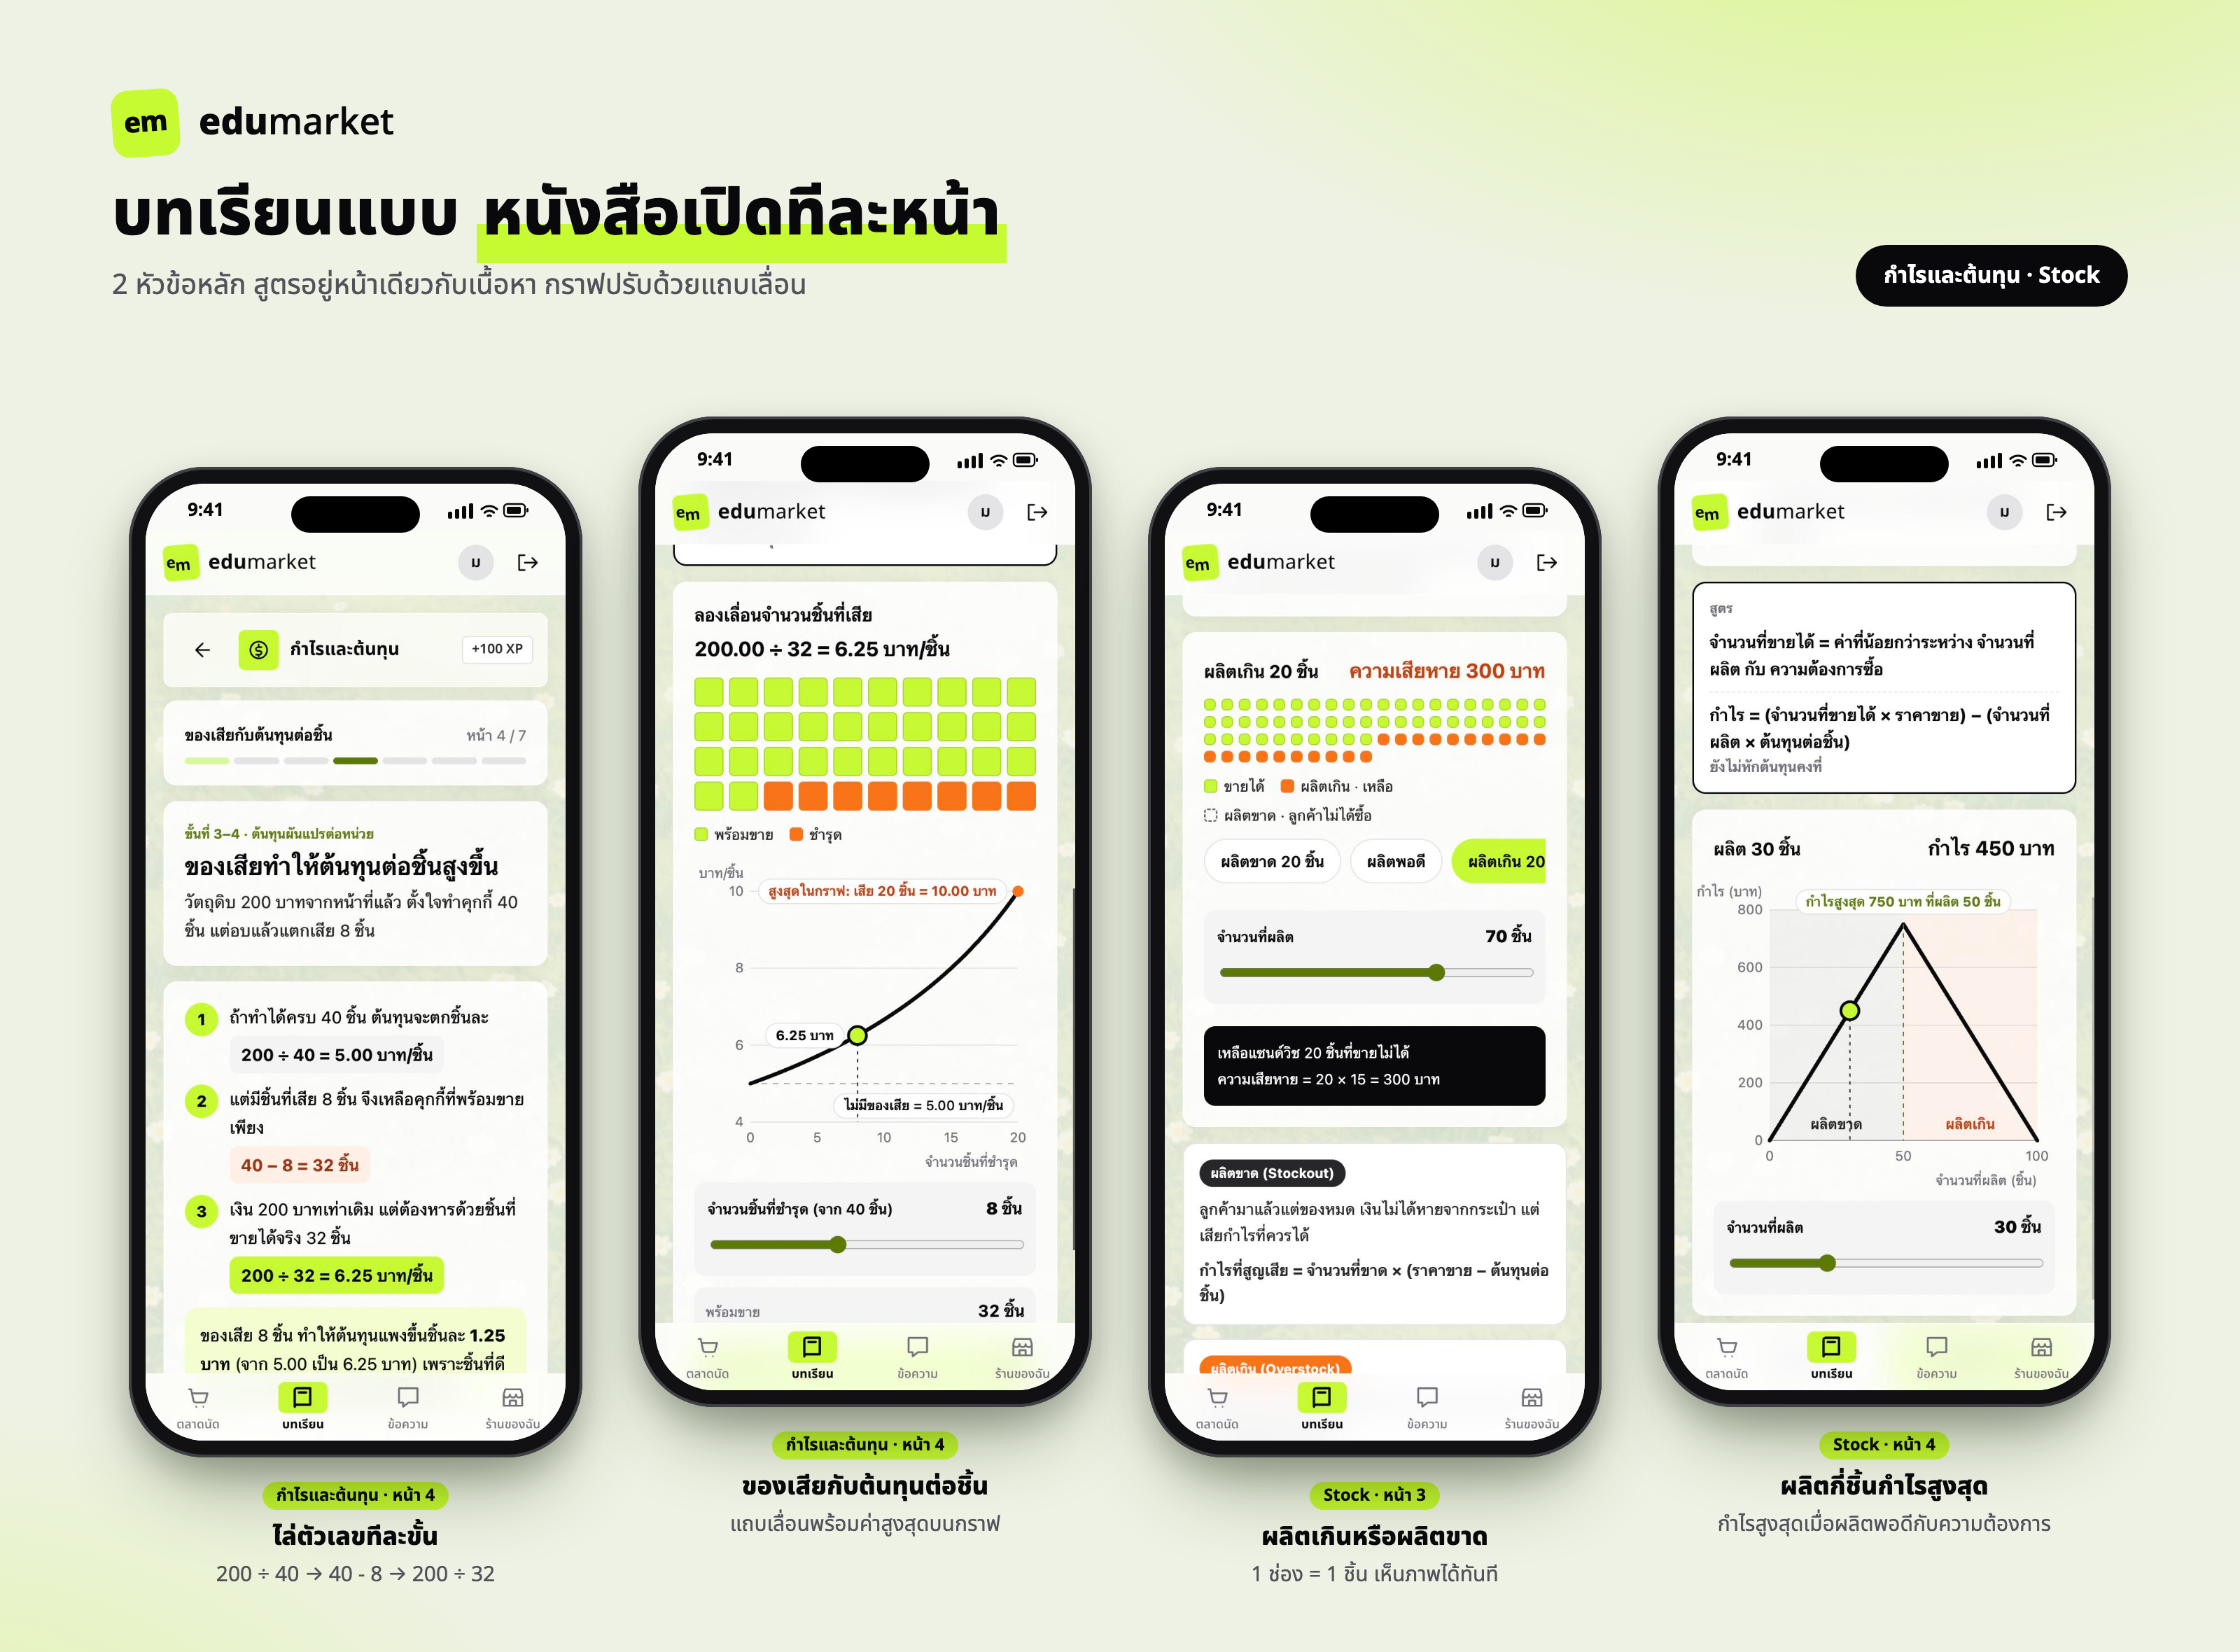 em edumarket
บทเรียนแบบ หนังสือเปิดทีละหน้า
2 หัวข้อหลัก สูตรอยู่หน้าเดียวกับเนื้อหา กราฟปรับด้วยแถบเลื่อน
กำไรและต้นทุน · Stock
9:41
em edumarket
ม
กำไรและต้นทุน
+100 XP
ของเสียกับต้นทุนต่อชิ้น
หน้า 4 / 7
ขั้นที่ 3–4 · ต้นทุนผันแปรต่อหน่วย
ของเสียทำให้ต้นทุนต่อชิ้นสูงขึ้น
วัตถุดิบ 200 บาทจากหน้าที่แล้ว ตั้งใจทำคุกกี้ 40
ชิ้น แต่อบแล้วแตกเสีย 8 ชิ้น
1 ถ้าทำได้ครบ 40 ชิ้น ต้นทุนจะตกชิ้นละ
200 ÷ 40 = 5.00 บาท/ชิ้น
2 แต่มีชิ้นที่เสีย 8 ชิ้น จึงเหลือคุกกี้ที่พร้อมขาย
เพียง
40 − 8 = 32 ชิ้น
3 เงิน 200 บาทเท่าเดิม แต่ต้องหารด้วยชิ้นที่
ขายได้จริง 32 ชิ้น
200 ÷ 32 = 6.25 บาท/ชิ้น
ของเสีย 8 ชิ้น ทำให้ต้นทุนแพงขึ้นชิ้นละ 1.25
บาท (จาก 5.00 เป็น 6.25 บาท) เพราะชิ้นที่ดี
ตลาดนัด
บทเรียน
ข้อความ
ร้านของฉัน
กำไรและต้นทุน · หน้า 4
ไล่ตัวเลขทีละขั้น
200 ÷ 40 → 40 - 8 → 200 ÷ 32
9:41
em edumarket
ม
ลองเลื่อนจำนวนชิ้นที่เสีย
200.00 ÷ 32 = 6.25 บาท/ชิ้น
พร้อมขาย
ชำรุด
บาท/ชิ้น
10
สูงสุดในกราฟ: เสีย 20 ชิ้น = 10.00 บาท
8
6.25 บาท
6
ไม่มีของเสีย = 5.00 บาท/ชิ้น
4
0 5 10 15 20
จำนวนชิ้นที่ชำรุด
จำนวนชิ้นที่ชำรุด (จาก 40 ชิ้น)
8 ชิ้น
พร้อมขาย
32 ชิ้น
ตลาดนัด
บทเรียน
ข้อความ
ร้านของฉัน
กำไรและต้นทุน · หน้า 4
ของเสียกับต้นทุนต่อชิ้น
แถบเลื่อนพร้อมค่าสูงสุดบนกราฟ
9:41
em edumarket
ม
ผลิตเกิน 20 ชิ้น
ความเสียหาย 300 บาท
ขายได้
ผลิตเกิน · เหลือ
ผลิตขาด · ลูกค้าไม่ได้ซื้อ
ผลิตขาด 20 ชิ้น
ผลิตพอดี
ผลิตเกิน 20
จำนวนที่ผลิต
70 ชิ้น
เหลือแซนด์วิช 20 ชิ้นที่ขายไม่ได้
ความเสียหาย = 20 × 15 = 300 บาท
ผลิตขาด (Stockout)
ลูกค้ามาแล้วแต่ของหมด เงินไม่ได้หายจากกระเป๋า แต่
เสียกำไรที่ควรได้
กำไรที่สูญเสีย = จำนวนที่ขาด × (ราคาขาย − ต้นทุนต่อ
ชิ้น)
ผลิตเกิน (Overstock)
ตลาดนัด
บทเรียน
ข้อความ
ร้านของฉัน
Stock · หน้า 3
ผลิตเกินหรือผลิตขาด
1 ช่อง = 1 ชิ้น เห็นภาพได้ทันที
9:41
em edumarket
ม
สูตร
จำนวนที่ขายได้ = ค่าที่น้อยกว่าระหว่าง จำนวนที่
ผลิต กับ ความต้องการซื้อ
กำไร = (จำนวนที่ขายได้ × ราคาขาย) − (จำนวนที่
ผลิต × ต้นทุนต่อชิ้น)
ยังไม่หักต้นทุนคงที่
ผลิต 30 ชิ้น
กำไร 450 บาท
กำไร (บาท)
กำไรสูงสุด 750 บาท ที่ผลิต 50 ชิ้น
800
600
400
200
0
ผลิตขาด
ผลิตเกิน
0 50 100
จำนวนที่ผลิต (ชิ้น)
จำนวนที่ผลิต
30 ชิ้น
ตลาดนัด
บทเรียน
ข้อความ
ร้านของฉัน
Stock · หน้า 4
ผลิตกี่ชิ้นกำไรสูงสุด
กำไรสูงสุดเมื่อผลิตพอดีกับความต้องการ